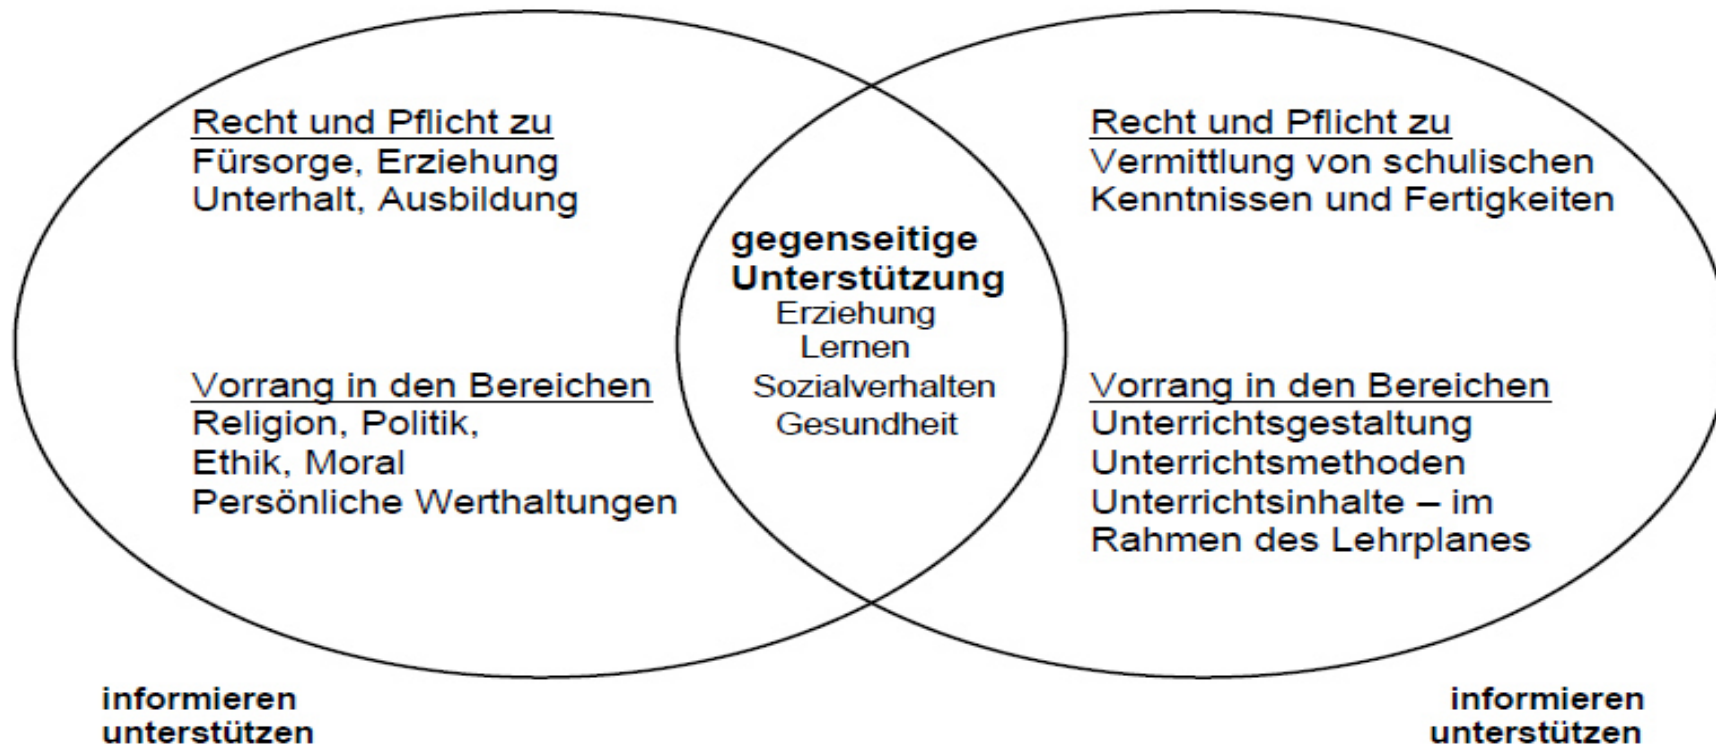 Recht und Pflicht zu
Fürsorge, Erziehung
Unterhalt, Ausbildung
Vorrang in den Bereichen
Religion, Politik,
Ethik, Moral
Persönliche Werthaltungen
gegenseitige
Unterstützung
Erziehung
Lernen
Sozialverhalten
Gesundheit
Recht und Pflicht zu
Vermittlung von schulischen
Kenntnissen und Fertigkeiten
Vorrang in den Bereichen
Unterrichtsgestaltung
Unterrichtsmethoden
Unterrichtsinhalte – im
Rahmen des Lehrplanes
informieren
unterstützen
informieren
unterstützen